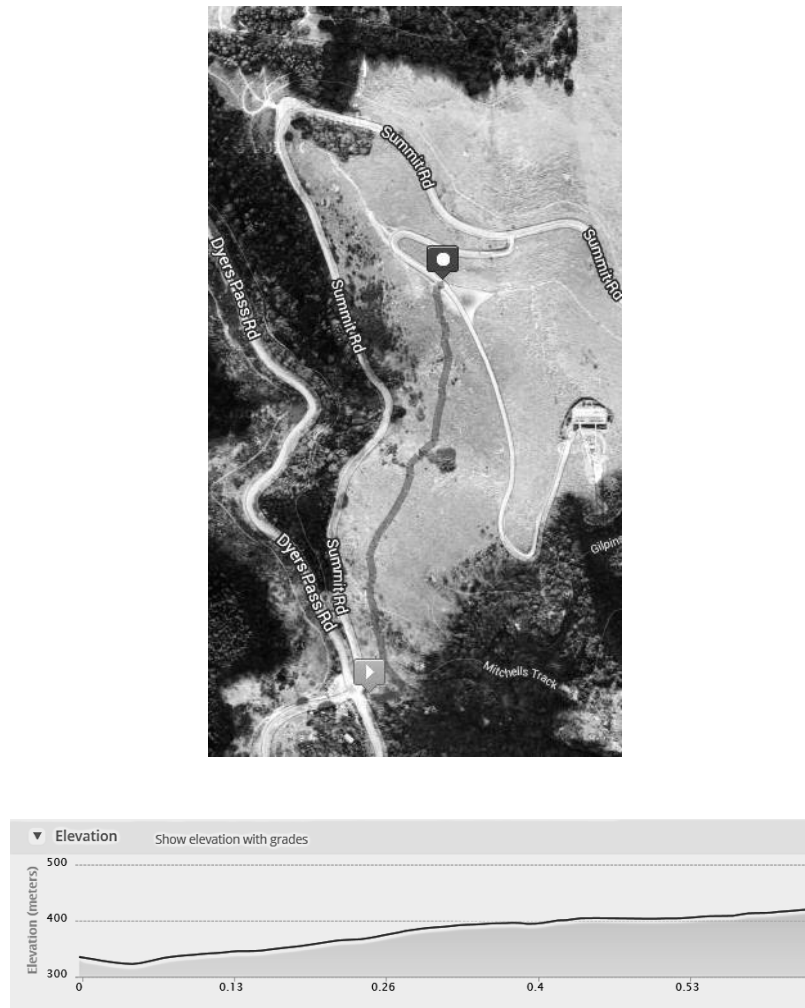 Summit Rd
Summit Rd
Dyers Pass Rd
Summit Rd
Gilpins
Dyers Pass Rd
Summit Rd
Mitchells Track
▼ Elevation Show elevation with grades
Elevation (meters)
500
400
300
0 0.13 0.26 0.4 0.53